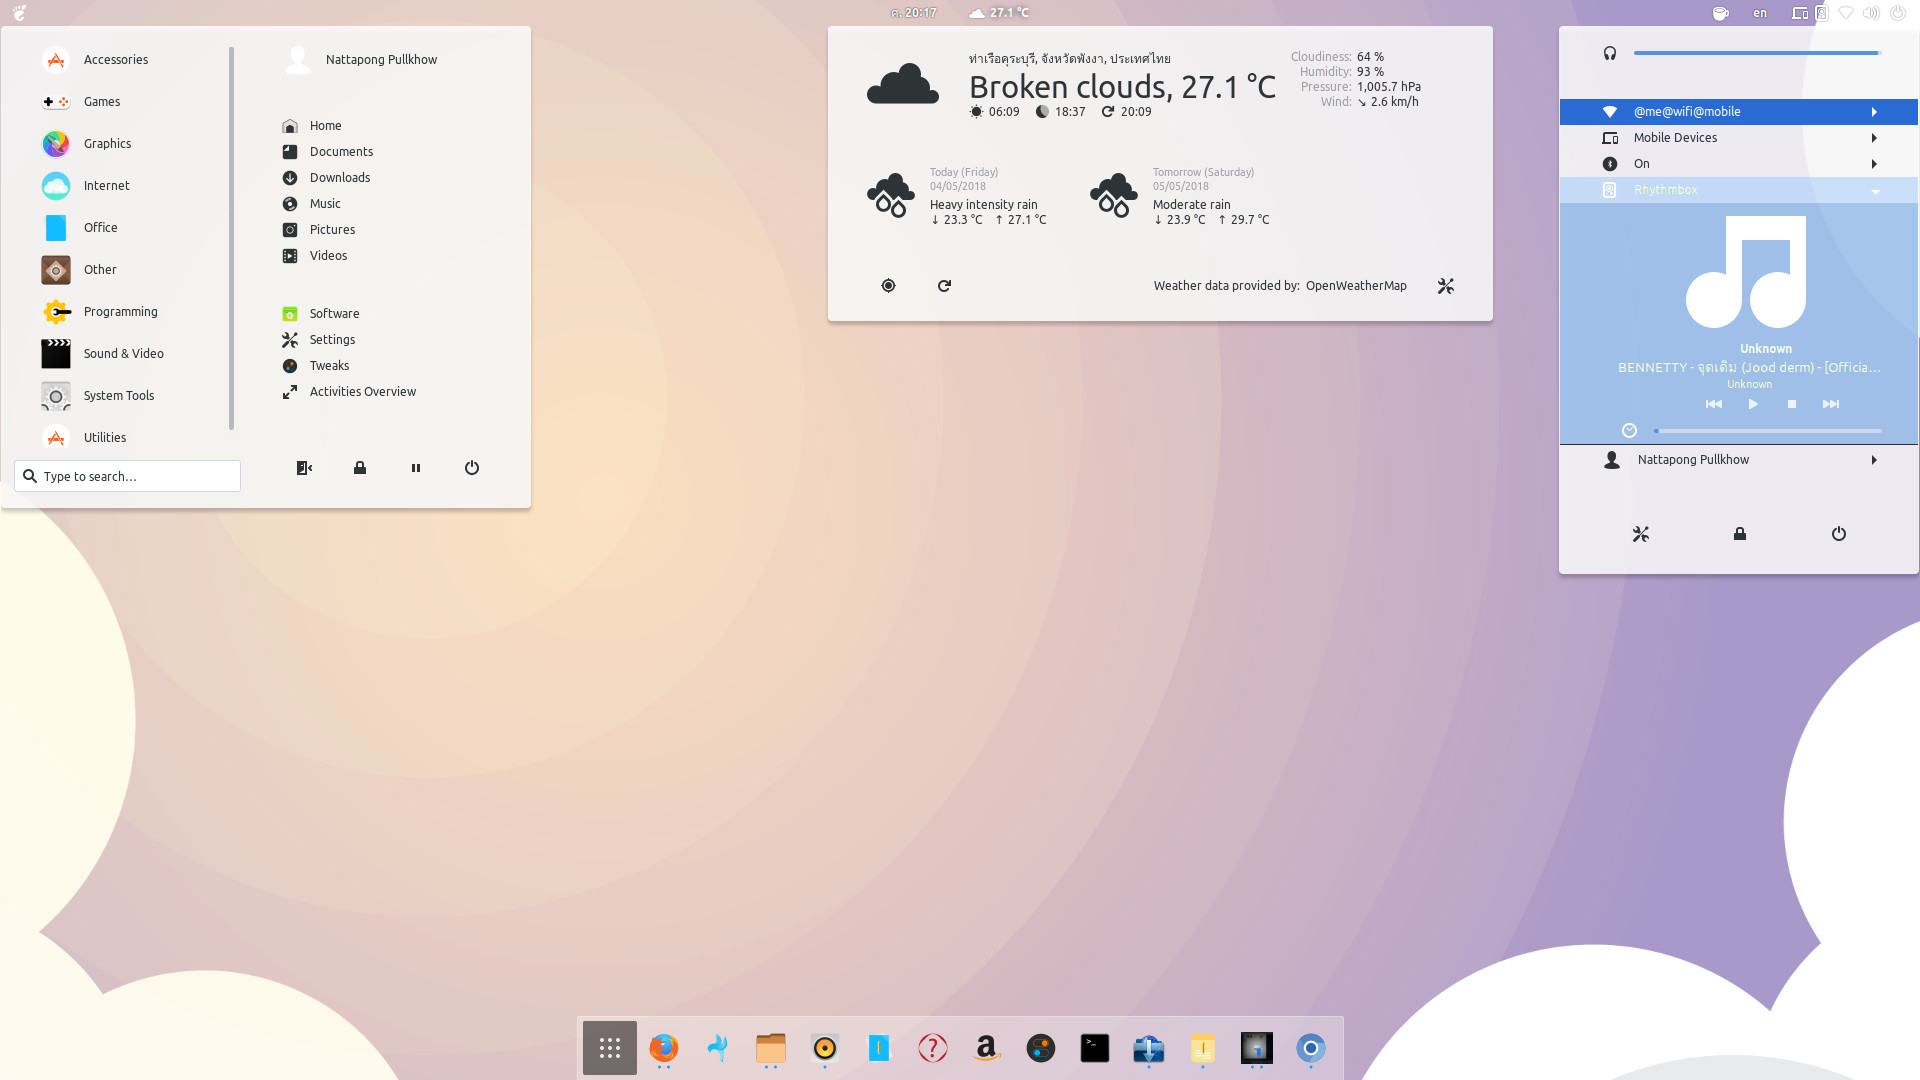 ศ. 20:17
27.1 °C
en
Accessories
Games
Graphics
Internet
Office
Other
Programming
Sound & Video
System Tools
Utilities
Type to search…
Nattapong Pullkhow
Home
Documents
Downloads
Music
Pictures
Videos
Software
Settings
Tweaks
Activities Overview
ท่าเรือคุระบุรี, จังหวัดพังงา, ประเทศไทย
Broken clouds, 27.1 °C
06:09 18:37 20:09
Cloudiness: 64 %
Humidity: 93 %
Pressure: 1,005.7 hPa
Wind: ↘ 2.6 km/h
Today (Friday)
04/05/2018
Heavy intensity rain
↓ 23.3 °C ↑ 27.1 °C
Tomorrow (Saturday)
05/05/2018
Moderate rain
↓ 23.9 °C ↑ 29.7 °C
Weather data provided by: OpenWeatherMap
@me@wifi@mobile
Mobile Devices
On
Rhythmbox
Unknown
BENNETTY - จุดเดิม (Jood derm) - [Officia…
Unknown
Nattapong Pullkhow